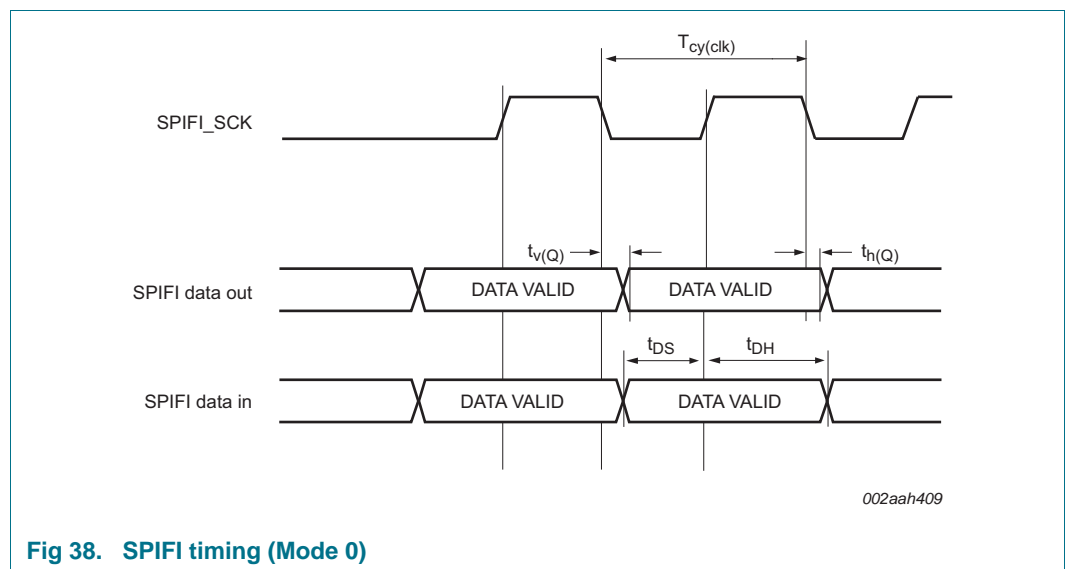 Tcy(clk)
SPIFI_SCK
tv(Q)
th(Q)
SPIFI data out
DATA VALID
DATA VALID
tDS
tDH
SPIFI data in
DATA VALID
DATA VALID
002aah409
Fig 38. SPIFI timing (Mode 0)